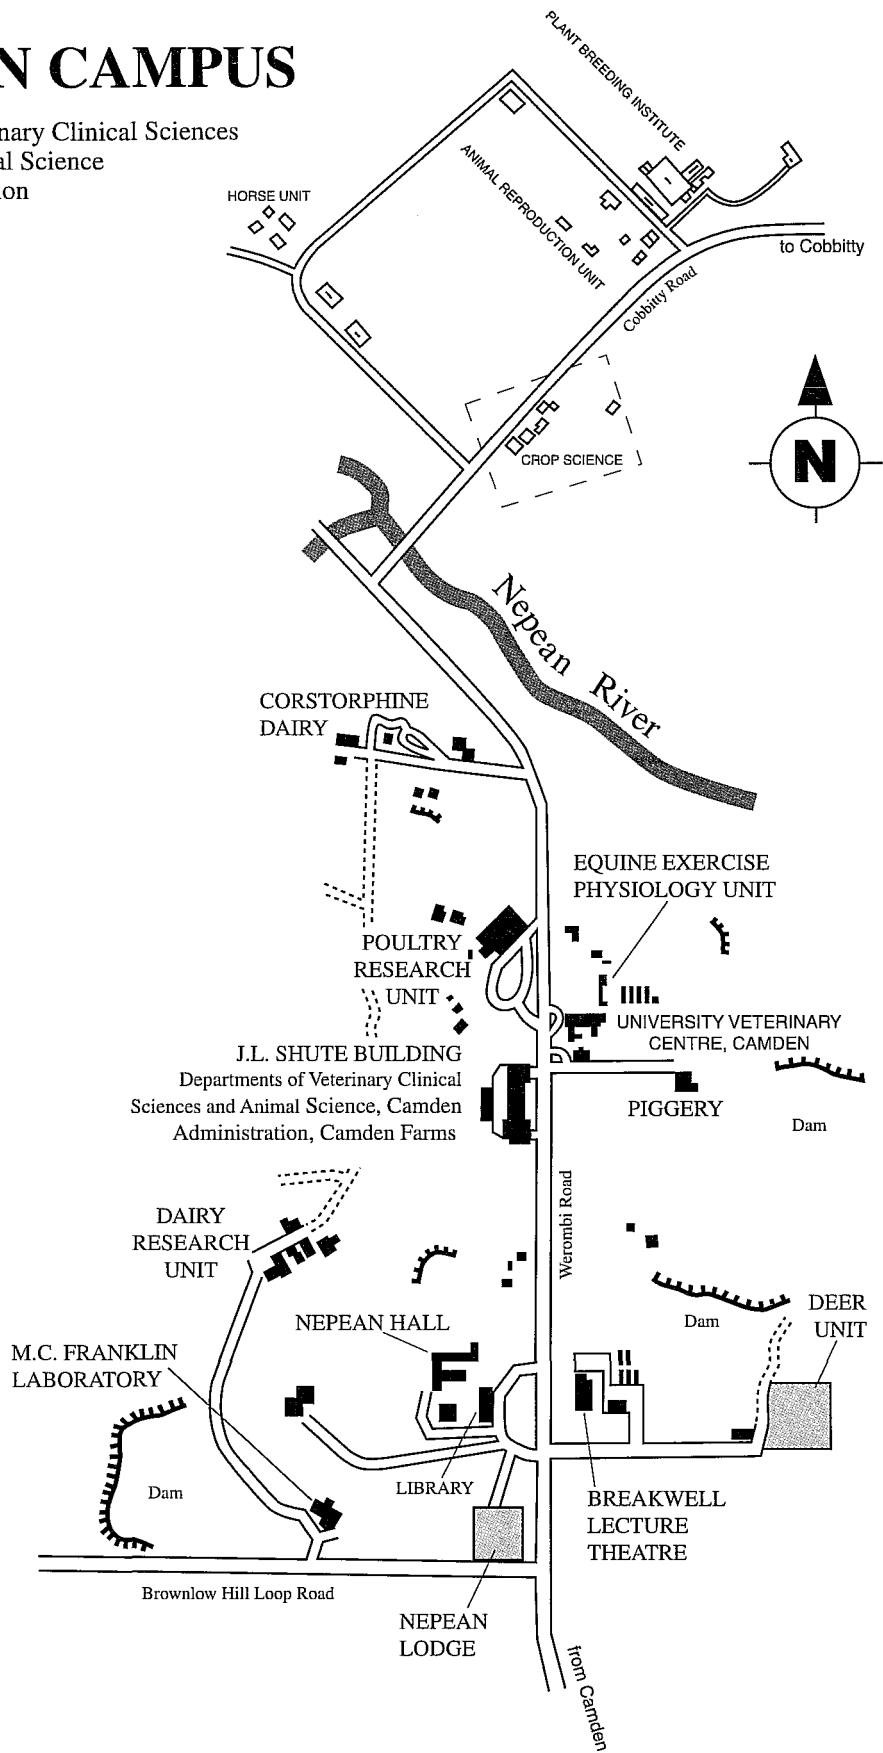 N CAMPUS
nary Clinical Sciences
al Science
ion
PLANT BREEDING INSTITUTE
ANIMAL REPRODUCTION UNIT
HORSE UNIT
to Cobbitty
Cobbitty Road
CROP SCIENCE
N
Nepean River
CORSTORPHINE
DAIRY
EQUINE EXERCISE
PHYSIOLOGY UNIT
POULTRY
RESEARCH
UNIT
UNIVERSITY VETERINARY
CENTRE, CAMDEN
J.L. SHUTE BUILDING
Departments of Veterinary Clinical
Sciences and Animal Science, Camden
Administration, Camden Farms
PIGGERY
Dam
Werombi Road
DAIRY
RESEARCH
UNIT
DEER
UNIT
Dam
NEPEAN HALL
M.C. FRANKLIN
LABORATORY
Dam
LIBRARY
BREAKWELL
LECTURE
THEATRE
Brownlow Hill Loop Road
NEPEAN
LODGE
from Camden